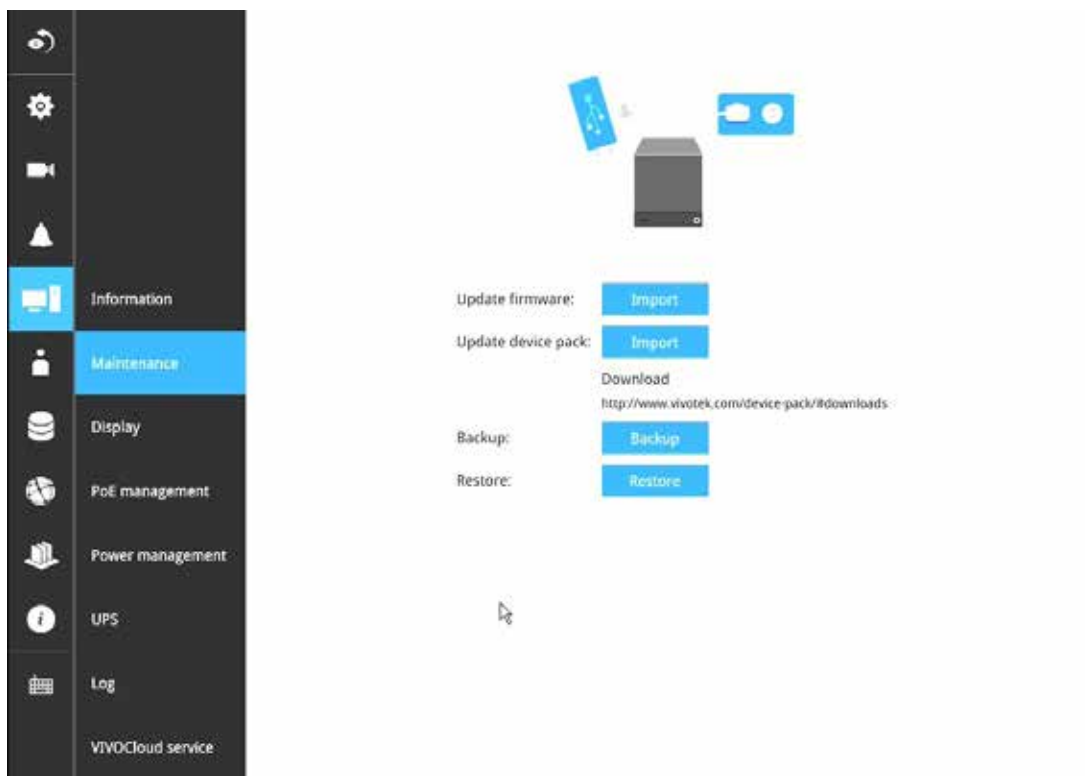 Information
Maintenance
Display
PoE management
Power management
UPS
Log
VIVOCloud service
Update firmware: Import
Update device pack: Import
Download
http://www.vivotek.com/device-pack/#downloads
Backup: Backup
Restore: Restore